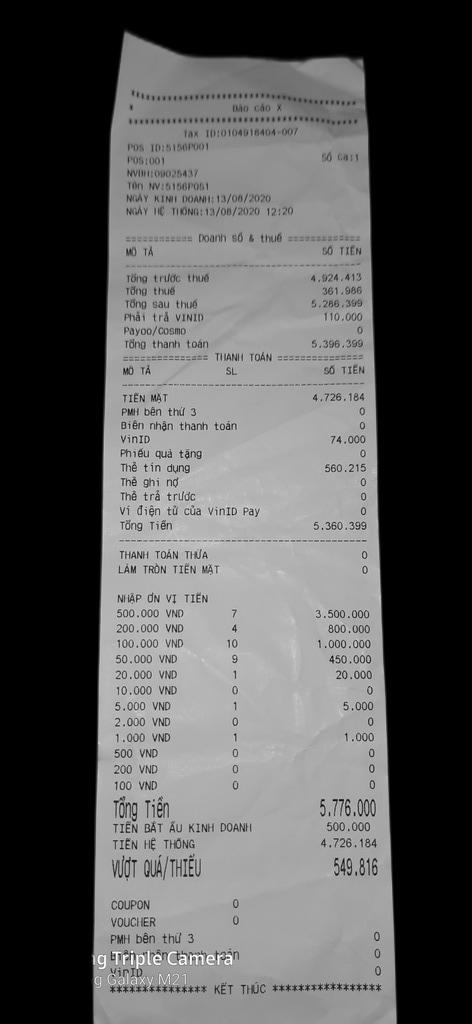 ************************************
* Báo cáo X
************************************
Tax ID:0104918404-007
POS ID:5156P001
POS:001 Số ca:1
NVBH:09025437
Tên NV:5156POS1
NGÀY KINH DOANH:13/08/2020
NGÀY HỆ THỐNG:13/08/2020 12:20
============ Doanh số & thuế =============
MÔ TẢ SỐ TIỀN
Tổng trước thuế 4.924.413
Tổng thuế 361.986
Tổng sau thuế 5.286.399
Phải trả VINID 110.000
Payoo/Cosmo 0
Tổng thanh toán 5.396.399
=============== THANH TOÁN ===============
MÔ TẢ SL SỐ TIỀN
TIỀN MẶT 4.726.184
PMH bên thứ 3 0
Biên nhận thanh toán 0
VinID 74.000
Phiếu quà tặng 0
Thẻ tín dụng 560.215
Thẻ ghi nợ 0
Thẻ trả trước 0
Ví điện tử của VinID Pay 0
Tổng Tiền 5.360.399
THANH TOÁN THỪA 0
LÀM TRÒN TIỀN MẶT 0
NHẬP ƠN VỊ TIỀN
500.000 VND 7 3.500.000
200.000 VND 4 800.000
100.000 VND 10 1.000.000
50.000 VND 9 450.000
20.000 VND 1 20.000
10.000 VND 0 0
5.000 VND 1 5.000
2.000 VND 0 0
1.000 VND 1 1.000
500 VND 0 0
200 VND 0 0
100 VND 0 0
Tổng Tiền 5.776.000
TIỀN BẮT ẦU KINH DOANH 500.000
TIỀN HỆ THỐNG 4.726.184
VƯỢT QUÁ/THIẾU 549.816
COUPON 0
VOUCHER 0
PMH bên thứ 3 0
Biên nhận thanh toán 0
VinID 0
*************** KẾT THÚC *****************
ng Triple Camera
g Galaxy M21